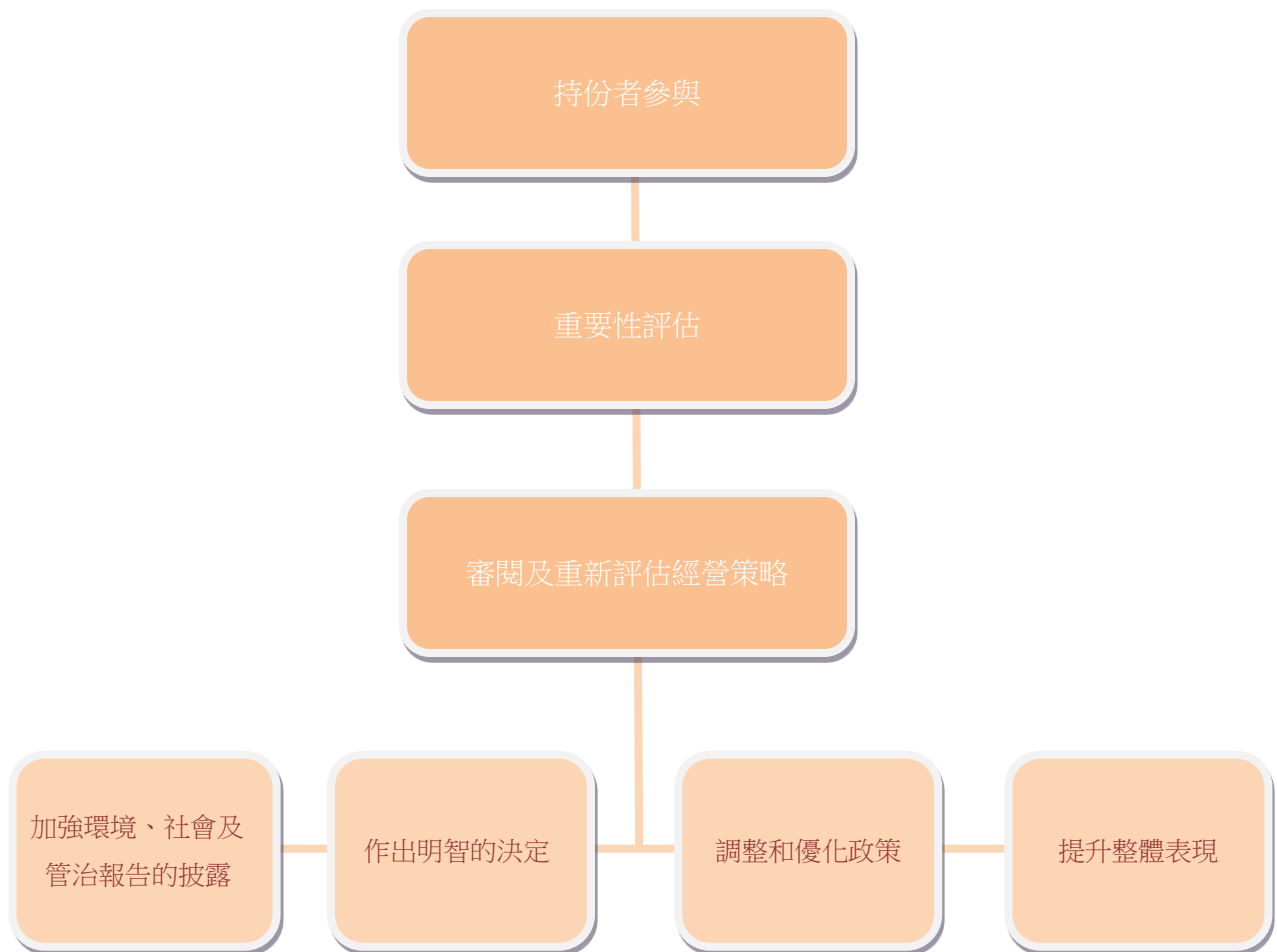 持份者參與
重要性評估
審閱及重新評估經營策略
加強環境、社會及
管治報告的披露
作出明智的決定
調整和優化政策
提升整體表現